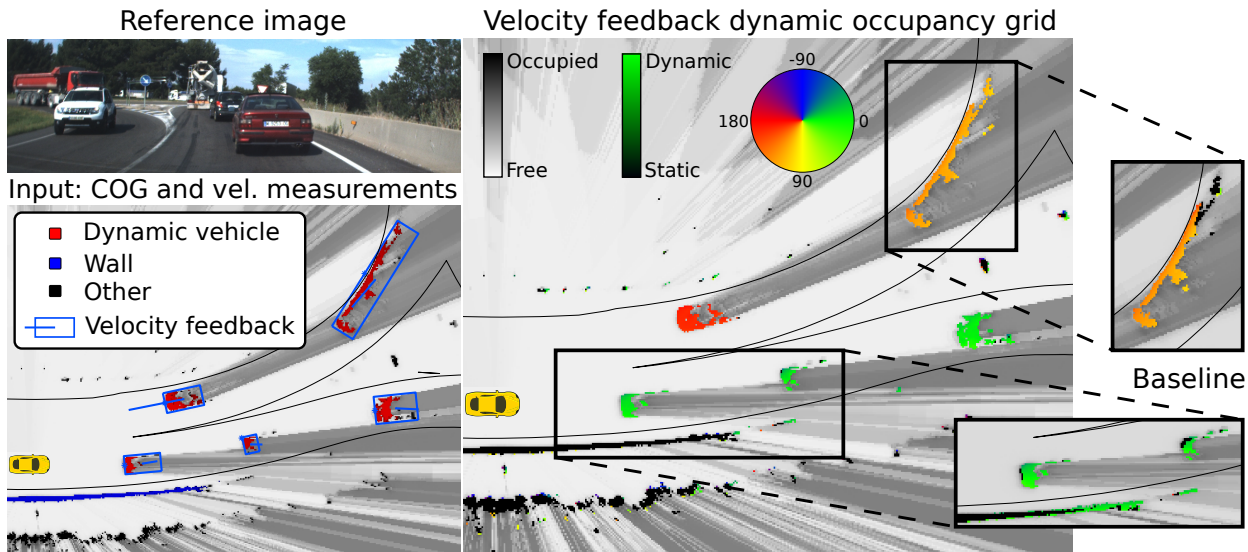 Reference image
Input: COG and vel. measurements
Dynamic vehicle
Wall
Other
Velocity feedback
Velocity feedback dynamic occupancy grid
Occupied
Free
Dynamic
Static
-90
180
0
90
Baseline